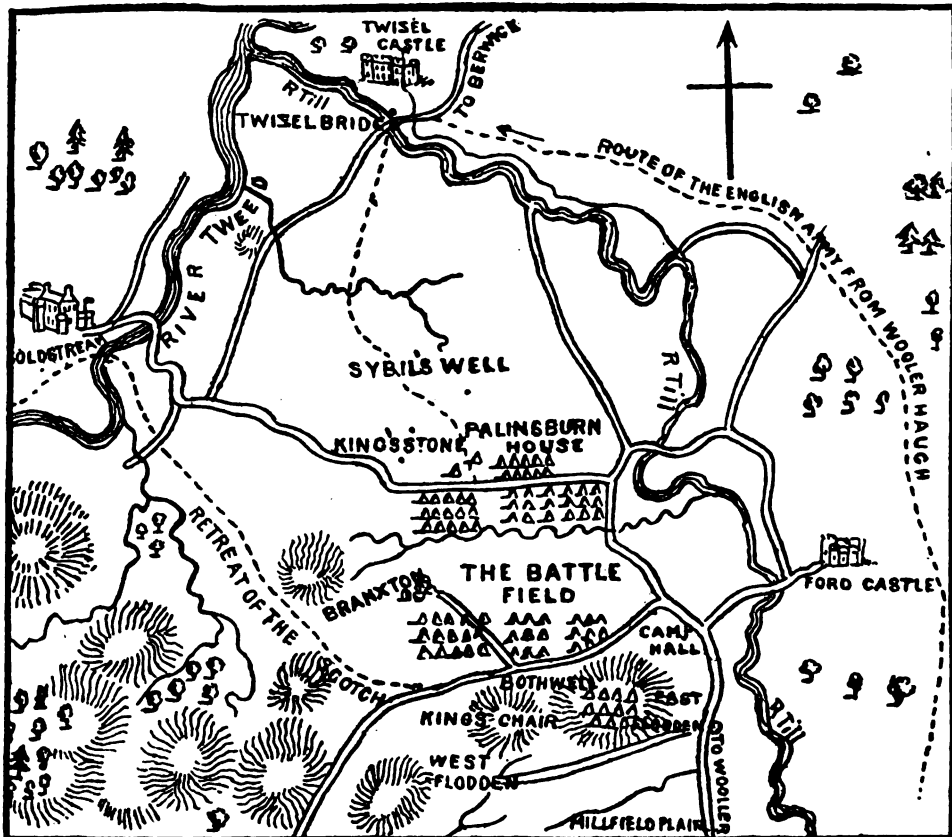 TWISEL
CASTLE
R Till
TWIZEL BRIDG
TO BERWICK
ROUTE OF THE ENGLISH ARMY FROM WOOLER HAUGH
RIVER TWEED
COLDSTREAM
R Till
SYBIL'S WELL
KINGSSTONE
PALINSBURN
HOUSE
RETREAT OF THE SCOTCH
BRANXTON
THE BATTLE
FIELD
FORD CASTLE
CAMP
HALL
BOTHWELL
KINGS CHAIR
EAST
FLODDEN
WEST
FLODDEN
R Till
TO WOOLER
MILLFIELD PLAIN